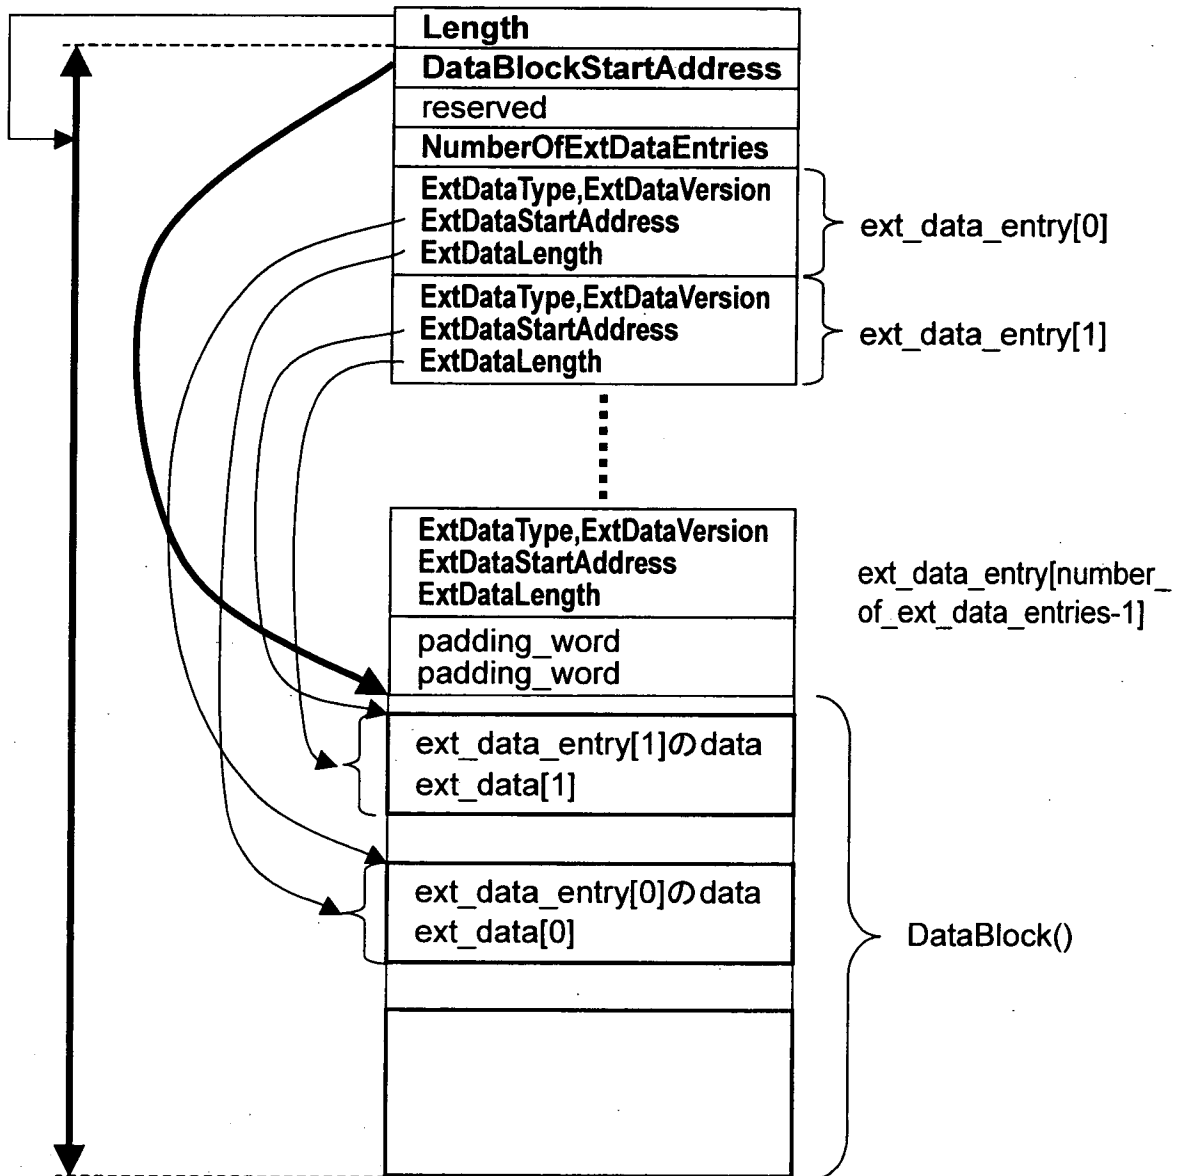 Length
DataBlockStartAddress
reserved
NumberOfExtDataEntries
ExtDataType,ExtDataVersion
ExtDataStartAddress
ExtDataLength
ext_data_entry[0]
ExtDataType,ExtDataVersion
ExtDataStartAddress
ExtDataLength
ext_data_entry[1]
ExtDataType,ExtDataVersion
ExtDataStartAddress
ExtDataLength
ext_data_entry[number_
of_ext_data_entries-1]
padding_word
padding_word
ext_data_entry[1]のdata
ext_data[1]
ext_data_entry[0]のdata
ext_data[0]
DataBlock()